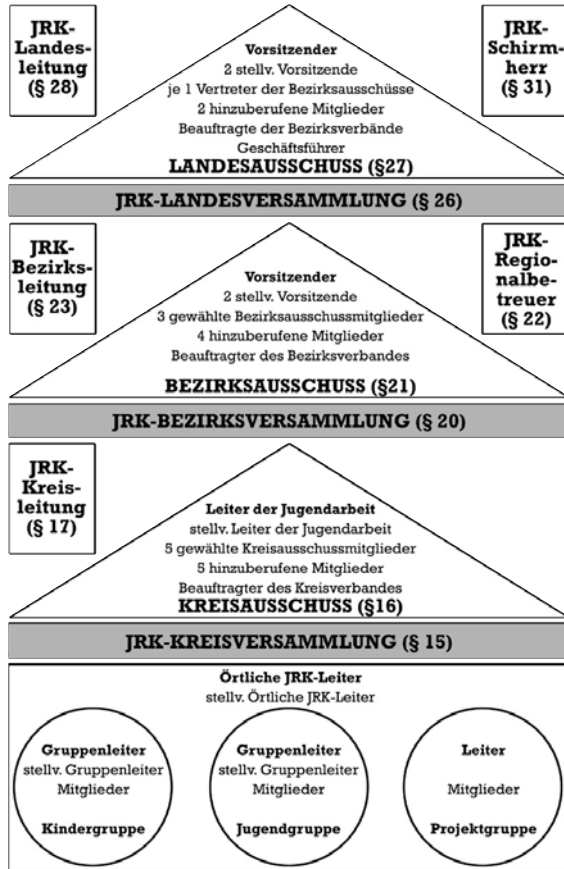 JRK-
Landes-
leitung
(§ 28)
JRK-
Schirm-
herr
(§ 31)
Vorsitzender
2 stellv. Vorsitzende
je 1 Vertreter der Bezirksausschüsse
2 hinzuberufene Mitglieder
Beauftragte der Bezirksverbände
Geschäftsführer
LANDESAUSSCHUSS (§27)
JRK-LANDESVERSAMMLUNG (§ 26)
JRK-
Bezirks-
leitung
(§ 23)
JRK-
Regio-
nalbe-
treuer
(§ 22)
Vorsitzender
2 stellv. Vorsitzende
3 gewählte Bezirksausschussmitglieder
4 hinzuberufene Mitglieder
Beauftragter des Bezirksverbandes
BEZIRKSAUSSCHUSS (§21)
JRK-BEZIRKSVERSAMMLUNG (§ 20)
JRK-
Kreis-
leitung
(§ 17)
Leiter der Jugendarbeit
stellv. Leiter der Jugendarbeit
5 gewählte Kreisausschussmitglieder
5 hinzuberufene Mitglieder
Beauftragter des Kreisverbandes
KREISAUSSCHUSS (§16)
JRK-KREISVERSAMMLUNG (§ 15)
Örtliche JRK-Leiter
stellv. Örtliche JRK-Leiter
Gruppenleiter
stellv. Gruppenleiter
Mitglieder
Kindergruppe
Gruppenleiter
stellv. Gruppenleiter
Mitglieder
Jugendgruppe
Leiter
Mitglieder
Projektgruppe